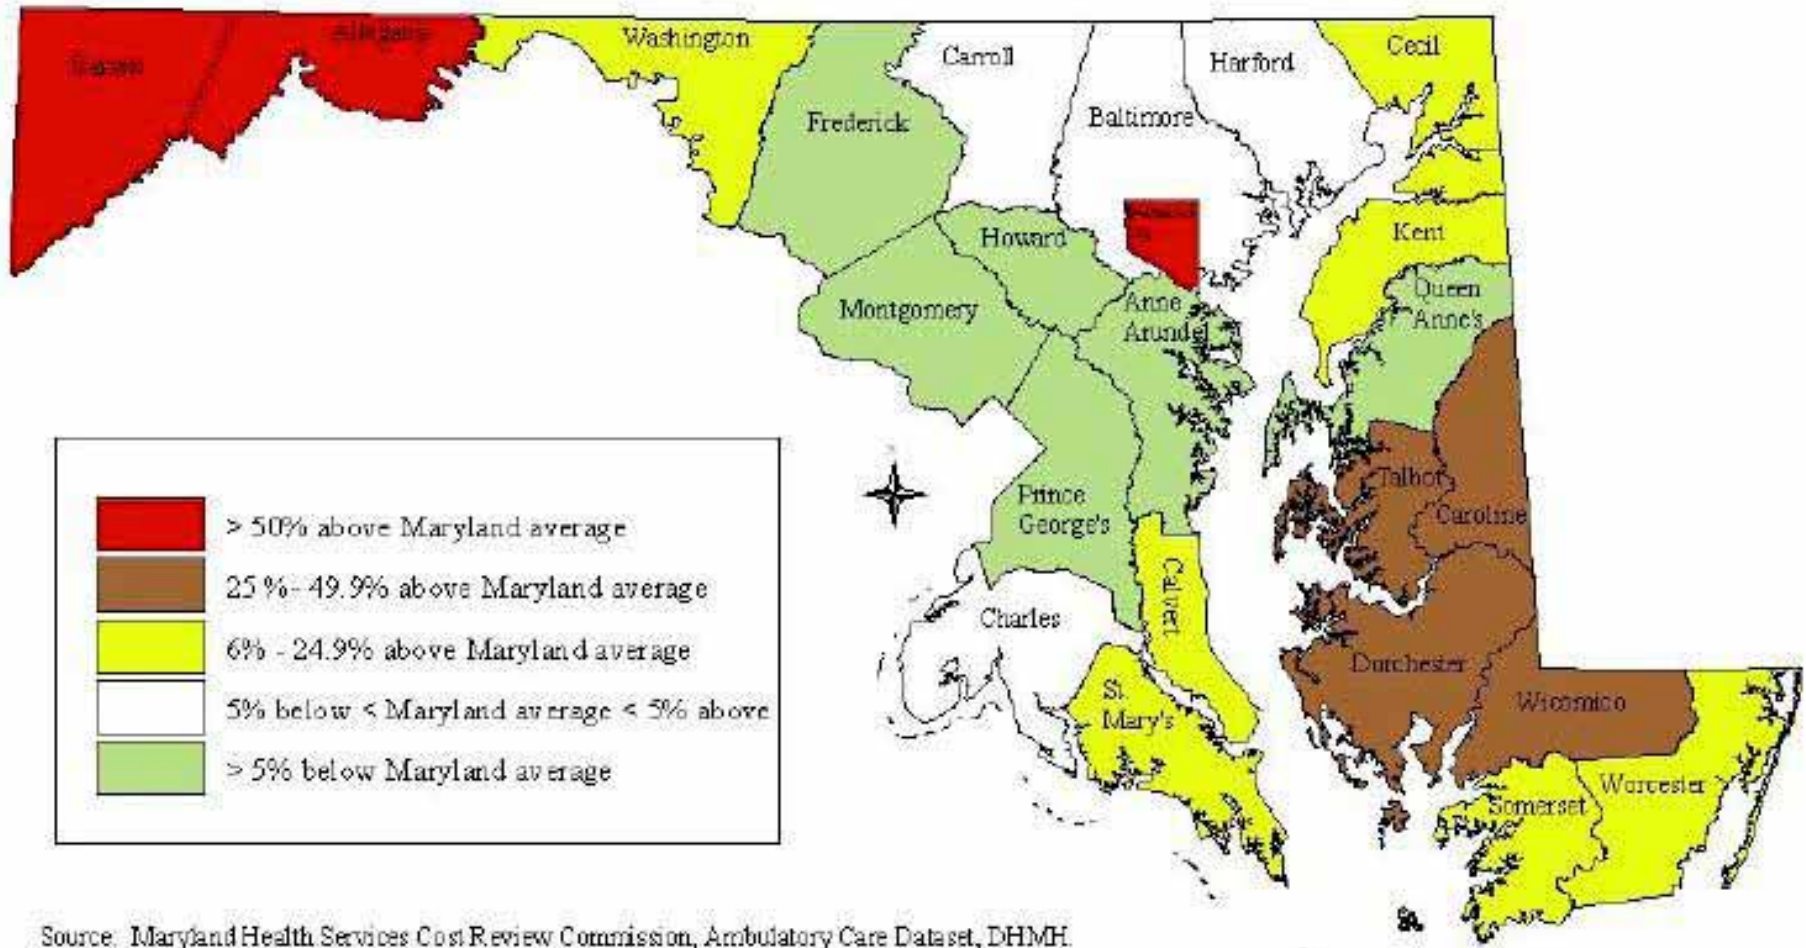 Allegany
Washington
Carroll
Harford
Cecil
Frederick
Baltimore
Howard
Kent
Montgomery
Anne
Arundel
Queen
Anne's
Prince
George's
Talbot
Caroline
Calvert
Charles
St
Mary's
Dorchester
Wicomico
Somerset
Worcester
> 50% above Maryland average
25 %- 49.9% above Maryland average
6% - 24.9% above Maryland average
5% below < Maryland average < 5% above
> 5% below Maryland average
Source: Maryland Health Services Cost Review Commission, Ambulatory Care Dataset, DHMH.